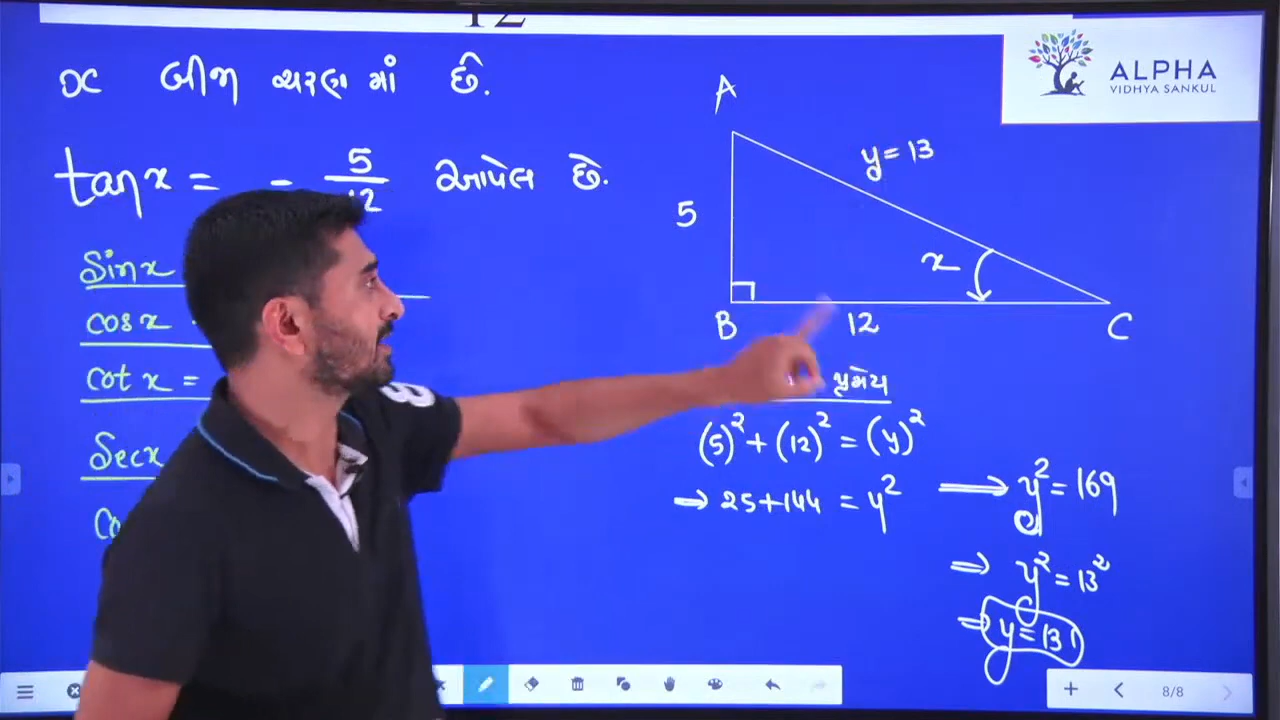 x બીજા ચરણ માં છે.
tan x = - 5/12 આપેલ છે.
sin x
cos x
cot x =
sec x
A
y = 13
5
x
B
12
C
પ્રમેય
(5)² + (12)² = (y)²
⇒ 25 + 144 = y²
⟹ y² = 169
⇒ y² = 13²
⇒ y = 13
ALPHA
VIDHYA SANKUL
8/8